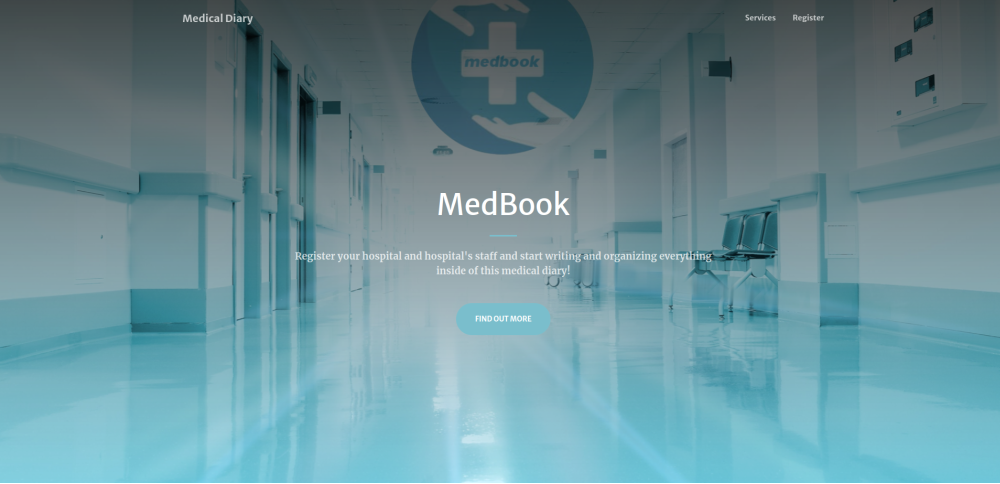 Medical Diary
Services
Register
medbook
MedBook
Register your hospital and hospital's staff and start writing and organizing everything
inside of this medical diary!
FIND OUT MORE